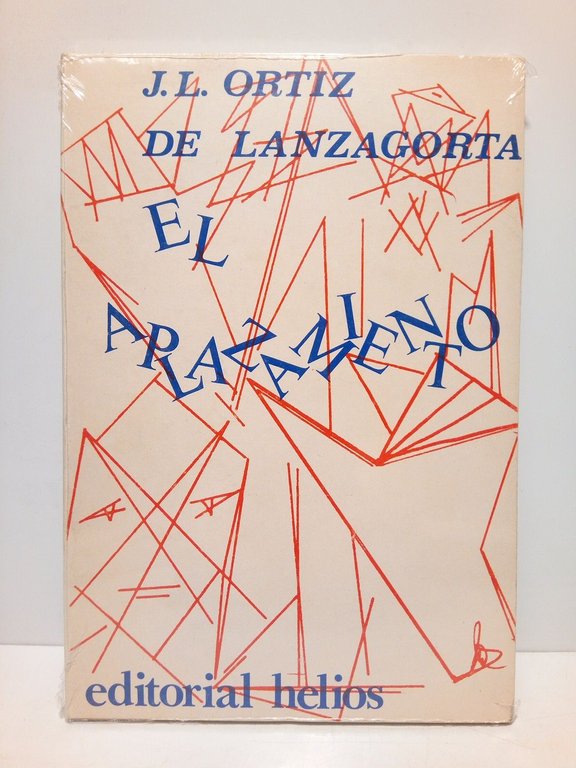 J.L. ORTIZ
DE LANZAGORTA
EL
APLAZAMIENTO
editorial helios